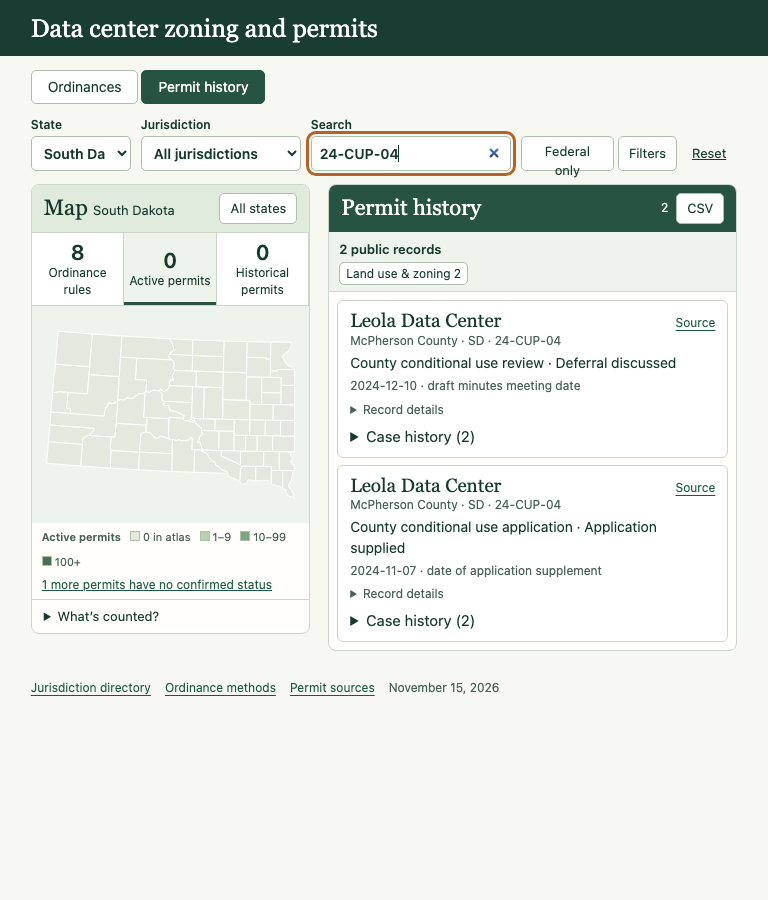 Data center zoning and permits
Ordinances
Permit history
State
Jurisdiction
Search
South Da
All jurisdictions
24-CUP-04
Federal only
Filters
Reset
Map South Dakota
All states
8
Ordinance rules
0
Active permits
0
Historical permits
Active permits
0 in atlas
1–9
10–99
100+
1 more permits have no confirmed status
What's counted?
Permit history
2
CSV
2 public records
Land use & zoning 2
Leola Data Center
Source
McPherson County · SD · 24-CUP-04
County conditional use review · Deferral discussed
2024-12-10 · draft minutes meeting date
Record details
Case history (2)
Leola Data Center
Source
McPherson County · SD · 24-CUP-04
County conditional use application · Application
supplied
2024-11-07 · date of application supplement
Record details
Case history (2)
Jurisdiction directory
Ordinance methods
Permit sources
November 15, 2026